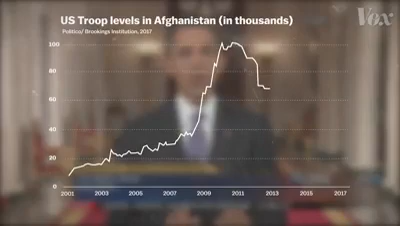 US Troop levels in Afghanistan (in thousands)
Vox
Politico/ Brookings Institution, 2017
100
80
60
40
20
0
2001 2003 2005 2007 2009 2011 2013 2015 2017